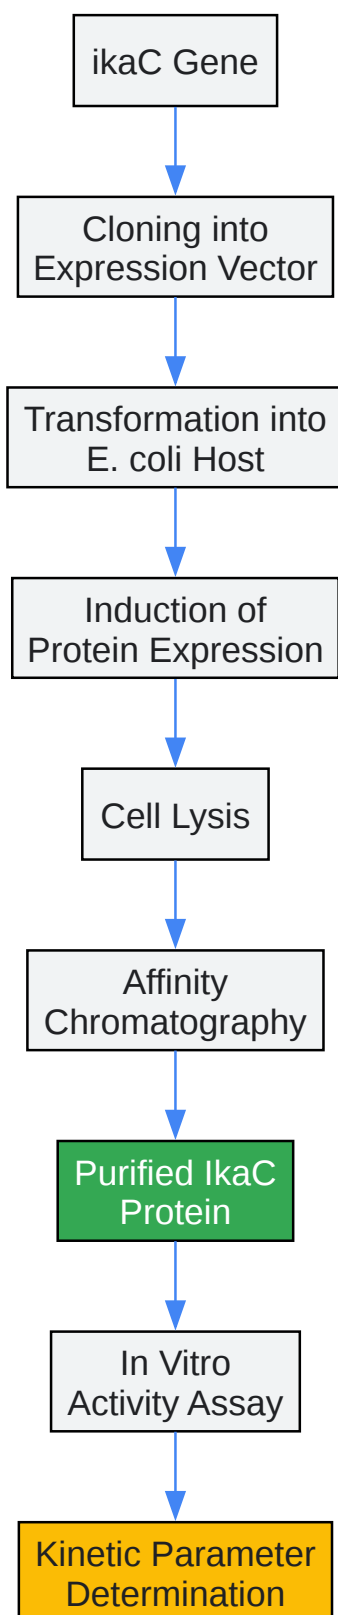 ikaC Gene
Cloning into
Expression Vector
Transformation into
E. coli Host
Induction of
Protein Expression
Cell Lysis
Affinity
Chromatography
Purified IkaC
Protein
In Vitro
Activity Assay
Kinetic Parameter
Determination